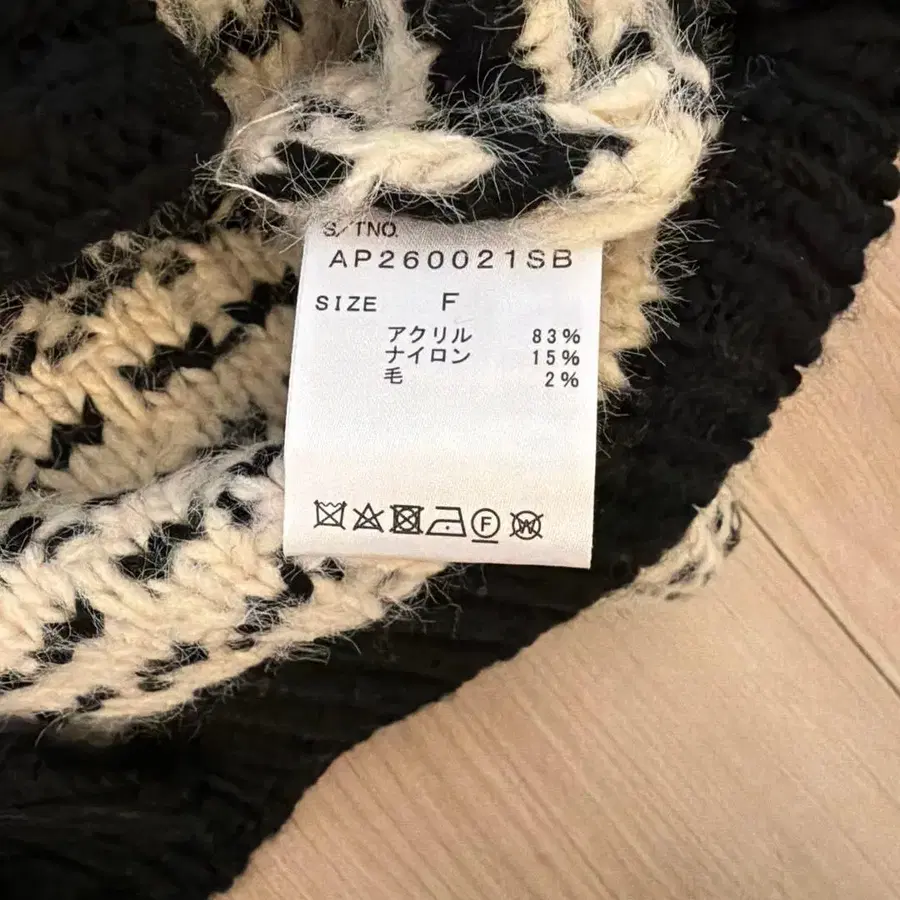 S/TNO.
AP260021SB
SIZE F
アクリル 83%
ナイロン 15%
毛 2%
F W